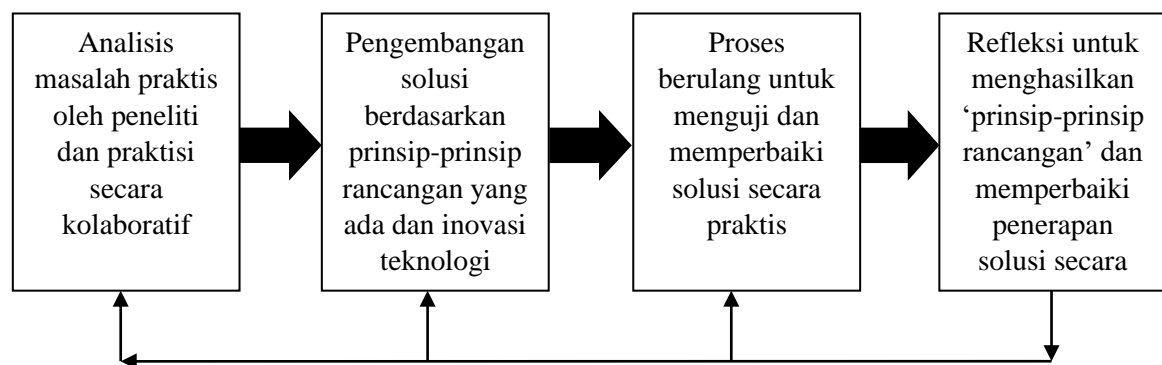 Analisis
masalah praktis
oleh peneliti
dan praktisi
secara
kolaboratif
Pengembangan
solusi
berdasarkan
prinsip-prinsip
rancangan yang
ada dan inovasi
teknologi
Proses
berulang untuk
menguji dan
memperbaiki
solusi secara
praktis
Refleksi untuk
menghasilkan
‘prinsip-prinsip
rancangan’ dan
memperbaiki
penerapan
solusi secara